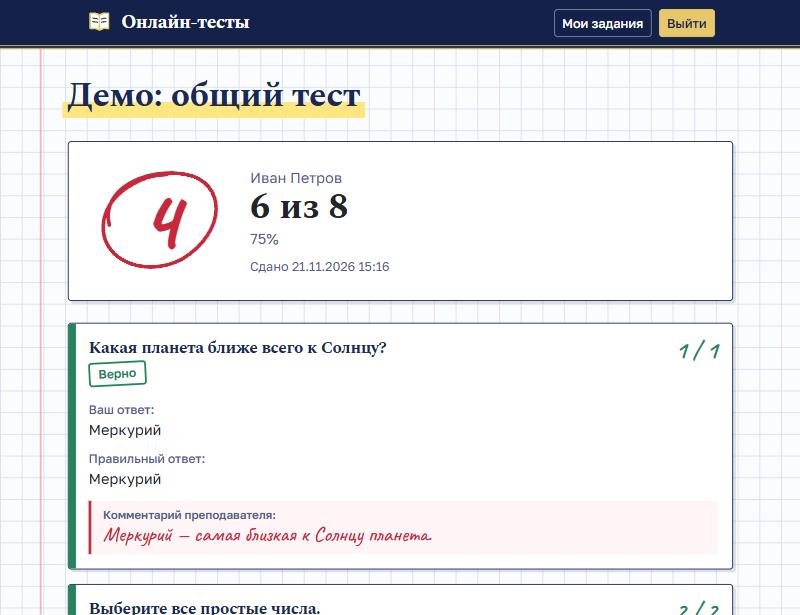 Онлайн-тесты
Мои задания
Выйти
Демо: общий тест
4
Иван Петров
6 из 8
75%
Сдано 21.11.2026 15:16
Какая планета ближе всего к Солнцу?
1 / 1
Верно
Ваш ответ:
Меркурий
Правильный ответ:
Меркурий
Комментарий преподавателя:
Меркурий — самая близкая к Солнцу планета.
Выберите все простые числа.
2 / 2